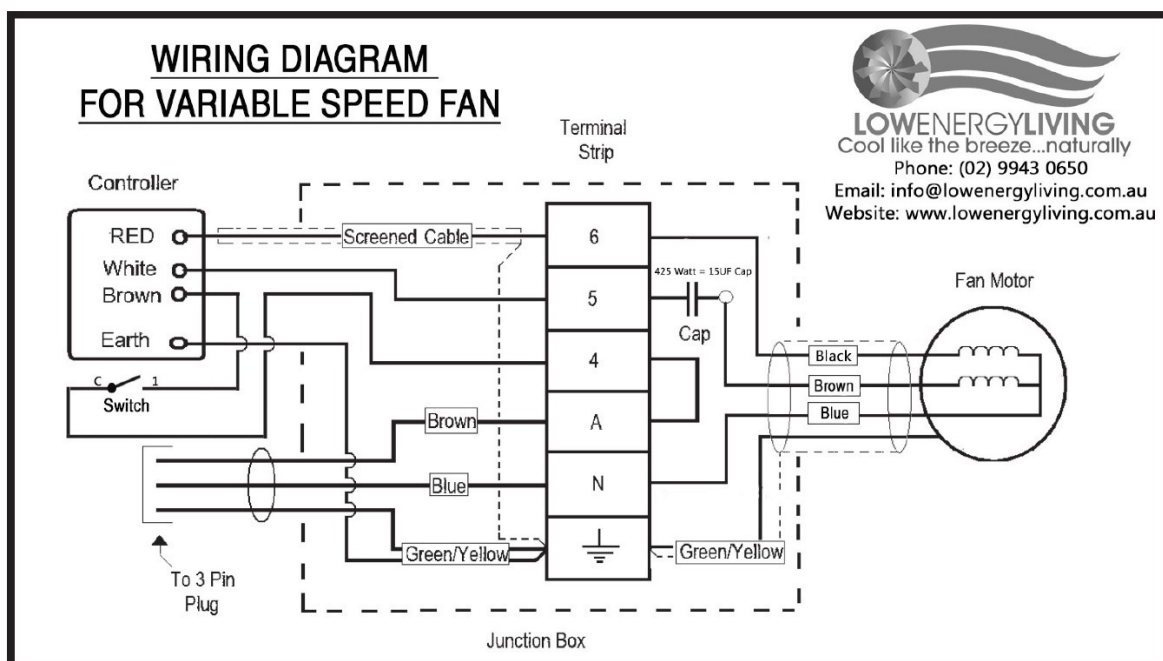 WIRING DIAGRAM
FOR VARIABLE SPEED FAN
LOWENERGYLIVING
Cool like the breeze...naturally
Phone: (02) 9943 0650
Email: info@lowenergyliving.com.au
Website: www.lowenergyliving.com.au
Terminal
Strip
Controller
RED
White
Brown
Earth
C
1
Switch
Screened Cable
6
5
4
A
N
425 Watt = 15UF Cap
Cap
Fan Motor
Black
Brown
Blue
Brown
Blue
Green/Yellow
Green/Yellow
To 3 Pin
Plug
Junction Box